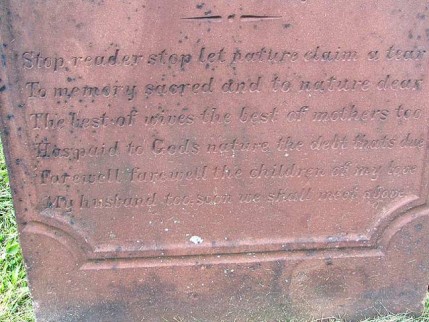 Stop reader stop let nature claim a tear
To memory sacred and to nature dear
The best of wives the best of mothers too
Has paid to Gods nature the debt thats due
Farewell farewell the children of my love
My husband too soon we shall meet above